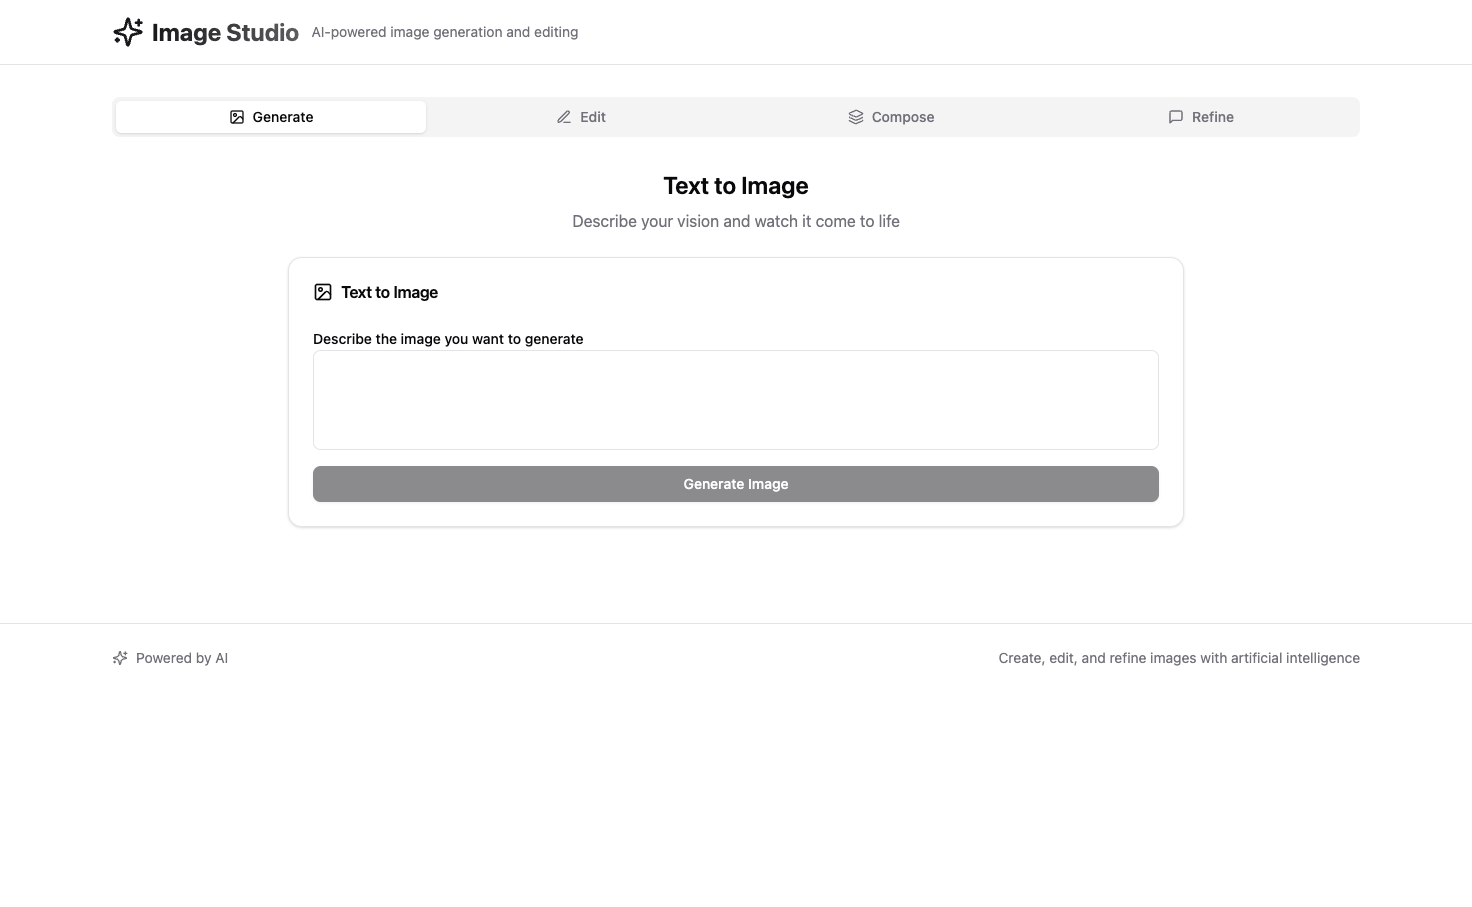 Image Studio AI-powered image generation and editing
Generate Edit Compose Refine
Text to Image
Describe your vision and watch it come to life
Text to Image
Describe the image you want to generate
Generate Image
Powered by AI Create, edit, and refine images with artificial intelligence